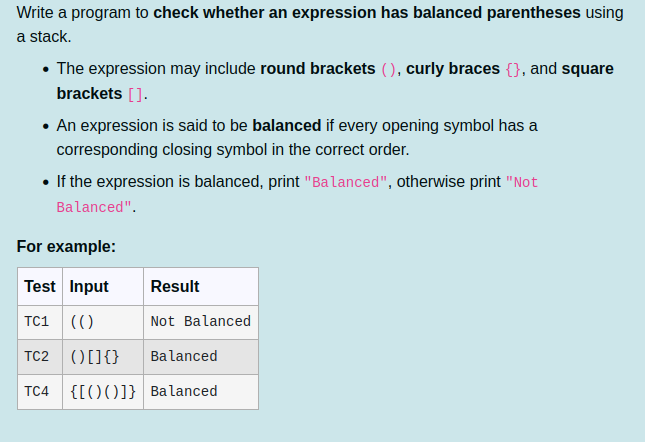 Write a program to check whether an expression has balanced parentheses using
a stack.
• The expression may include round brackets (), curly braces {}, and square
brackets [].
• An expression is said to be balanced if every opening symbol has a
corresponding closing symbol in the correct order.
• If the expression is balanced, print "Balanced", otherwise print "Not
Balanced".
For example:
Test Input Result
TC1 (() Not Balanced
TC2 ()[]{} Balanced
TC4 {[()()]} Balanced